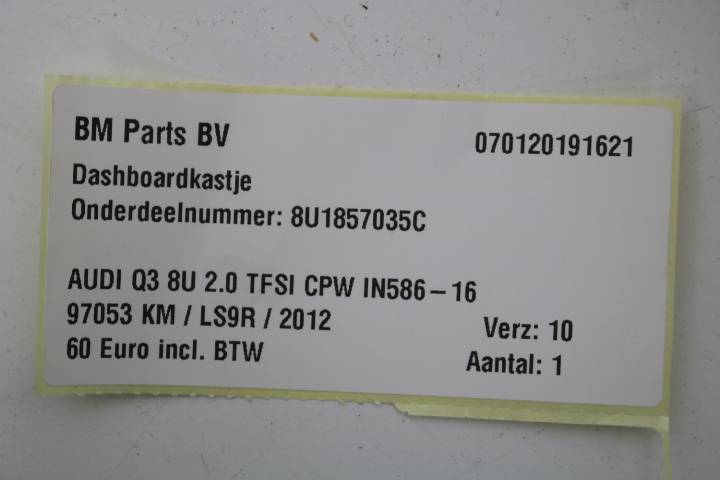 BM Parts BV 070120191621
Dashboardkastje
Onderdeelnummer: 8U1857035C
AUDI Q3 8U 2.0 TFSI CPW IN586-16
97053 KM / LS9R / 2012 Verz: 10
60 Euro incl. BTW Aantal: 1